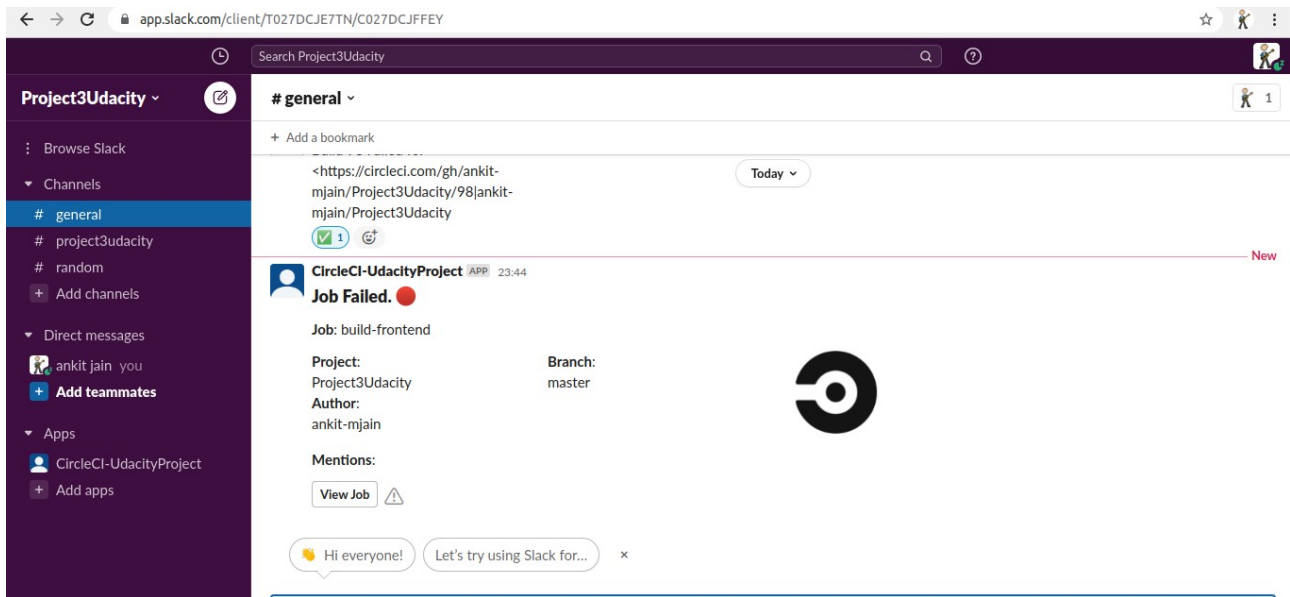 app.slack.com/client/T027DCJE7TN/C027DCJFFEY
Search Project3Udacity
Project3Udacity
# general
1
+ Add a bookmark
Browse Slack
Channels
# general
# project3udacity
# random
+ Add channels
Direct messages
ankit jain you
+ Add teammates
Apps
CircleCI-UdacityProject
+ Add apps
<https://circleci.com/gh/ankit-
mjain/Project3Udacity/98|ankit-
mjain/Project3Udacity
1
Today
New
CircleCI-UdacityProject APP 23:44
Job Failed.
Job: build-frontend
Project:
Project3Udacity
Branch:
master
Author:
ankit-mjain
Mentions:
View Job
Hi everyone!
Let's try using Slack for...